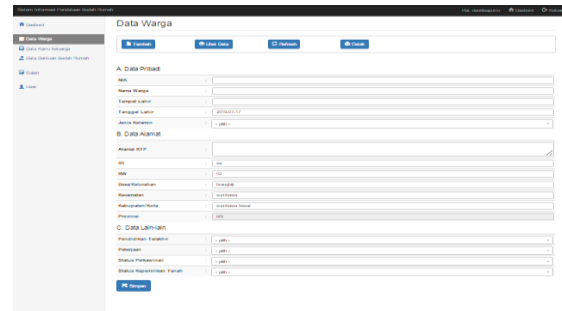 Sistem Informasi Pendataan Bedah Rumah
Dashboard
Data Warga
Data Kartu Keluarga
Data Bantuan Bedah Rumah
Galeri
User
Data Warga
Tambah
Lihat Data
Refresh
Cetak
A. Data Pribadi
NIK :
Nama Warga :
Tempat Lahir :
Tanggal Lahir :
Jenis Kelamin : - pilih -
B. Data Alamat
Alamat KTP :
RT :
RW :
Desa/Kelurahan :
Kecamatan :
Kabupaten/Kota :
Provinsi :
C. Data Lain-lain
Pendidikan Terakhir : - pilih -
Pekerjaan : - pilih -
Status Perkawinan : - pilih -
Status Kepemilikan Tanah : - pilih -
Simpan